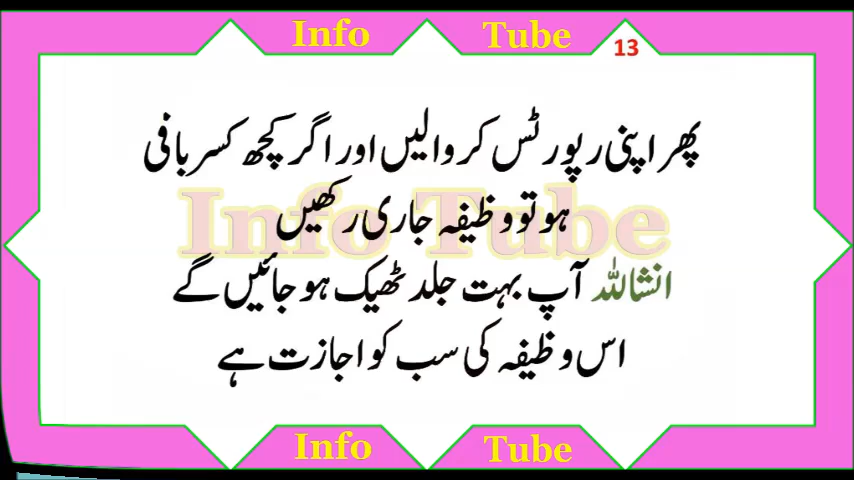 Info Tube
13
پھر اپنی رپورٹس کروالیں اور اگر کچھ کسر بافی
ہو تو وظیفہ جاری رکھیں
Info Tube
انشاللہ آپ بہت جلد ٹھیک ہو جائیں گے
اس وظیفہ کی سب کو اجازت ہے
Info Tube